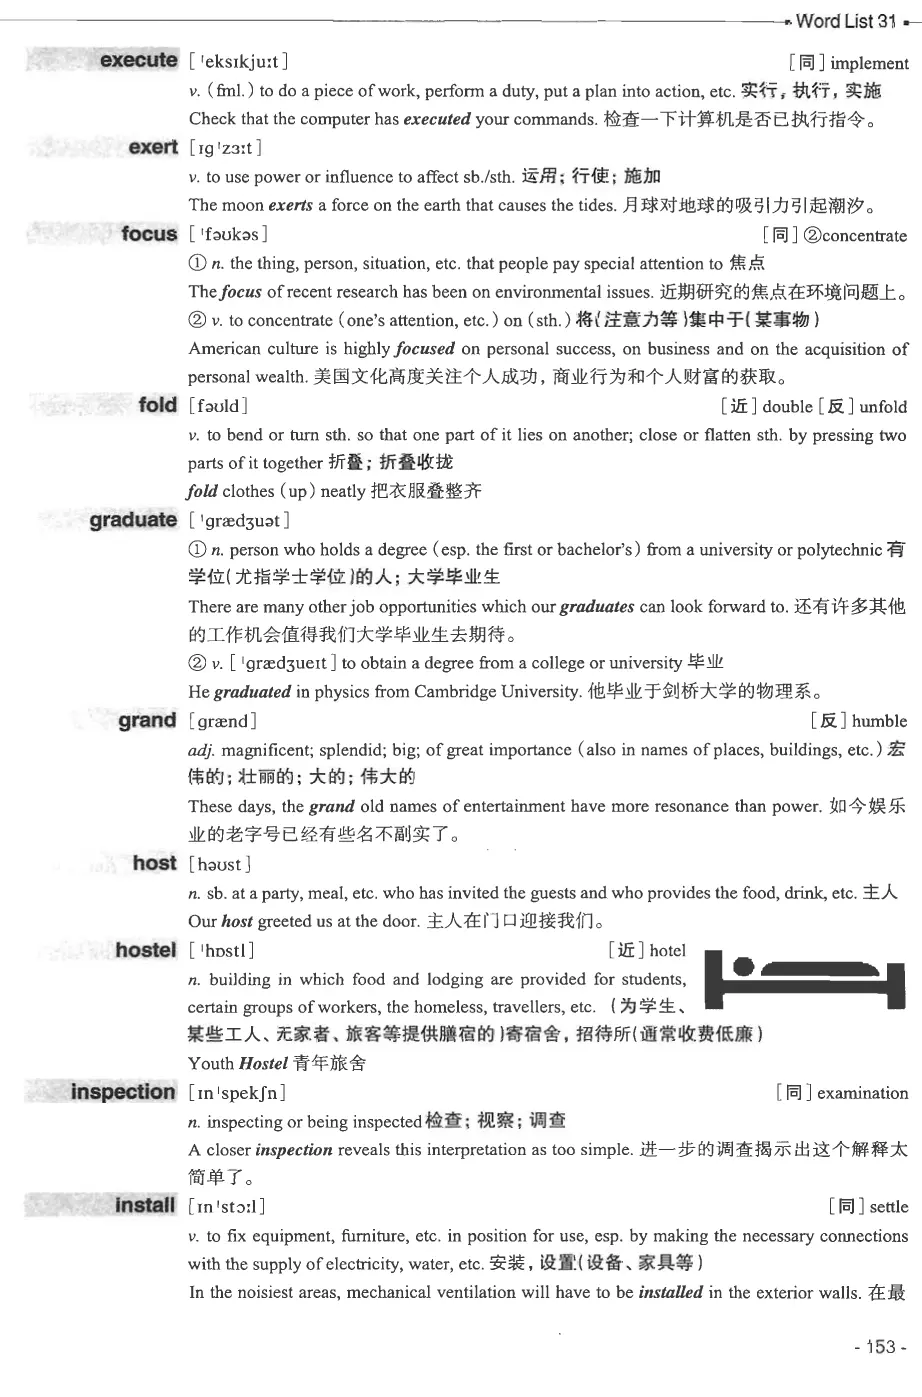 Word List 31
execute [ ˈeksɪkjuːt ] [ 同 ] implement
v. ( fml. ) to do a piece of work, perform a duty, put a plan into action, etc. 实行，执行，实施
Check that the computer has executed your commands. 检查一下计算机是否已执行指令。
exert [ ɪɡˈzɜːt ]
v. to use power or influence to affect sb./sth. 运用；行使；施加
The moon exerts a force on the earth that causes the tides. 月球对地球的吸引力引起潮汐。
focus [ ˈfəʊkəs ] [ 同 ] ②concentrate
① n. the thing, person, situation, etc. that people pay special attention to 焦点
The focus of recent research has been on environmental issues. 近期研究的焦点在环境问题上。
② v. to concentrate ( one's attention, etc. ) on ( sth. ) 将( 注意力等 )集中于( 某事物 )
American culture is highly focused on personal success, on business and on the acquisition of
personal wealth. 美国文化高度关注个人成功，商业行为和个人财富的获取。
fold [ fəʊld ] [ 近 ] double [ 反 ] unfold
v. to bend or turn sth. so that one part of it lies on another; close or flatten sth. by pressing two
parts of it together 折叠；折叠收拢
fold clothes ( up ) neatly 把衣服叠整齐
graduate [ ˈɡrædʒuət ]
① n. person who holds a degree ( esp. the first or bachelor's ) from a university or polytechnic 有
学位( 尤指学士学位 )的人；大学毕业生
There are many other job opportunities which our graduates can look forward to. 还有许多其他
的工作机会值得我们大学毕业生去期待。
② v. [ ˈɡrædʒueɪt ] to obtain a degree from a college or university 毕业
He graduated in physics from Cambridge University. 他毕业于剑桥大学的物理系。
grand [ ɡrænd ] [ 反 ] humble
adj. magnificent; splendid; big; of great importance ( also in names of places, buildings, etc. ) 宏
伟的；壮丽的；大的；伟大的
These days, the grand old names of entertainment have more resonance than power. 如今娱乐
业的老字号已经有些名不副实了。
host [ həʊst ]
n. sb. at a party, meal, etc. who has invited the guests and who provides the food, drink, etc. 主人
Our host greeted us at the door. 主人在门口迎接我们。
hostel [ ˈhɒstl ] [ 近 ] hotel
n. building in which food and lodging are provided for students,
certain groups of workers, the homeless, travellers, etc. ( 为学生、
某些工人、无家者、旅客等提供膳宿的 )寄宿舍，招待所( 通常收费低廉 )
Youth Hostel 青年旅舍
inspection [ ɪnˈspekʃn ] [ 同 ] examination
n. inspecting or being inspected 检查；视察；调查
A closer inspection reveals this interpretation as too simple. 进一步的调查揭示出这个解释太
简单了。
install [ ɪnˈstɔːl ] [ 同 ] settle
v. to fix equipment, furniture, etc. in position for use, esp. by making the necessary connections
with the supply of electricity, water, etc. 安装，设置( 设备、家具等 )
In the noisiest areas, mechanical ventilation will have to be installed in the exterior walls. 在最
- 153 -